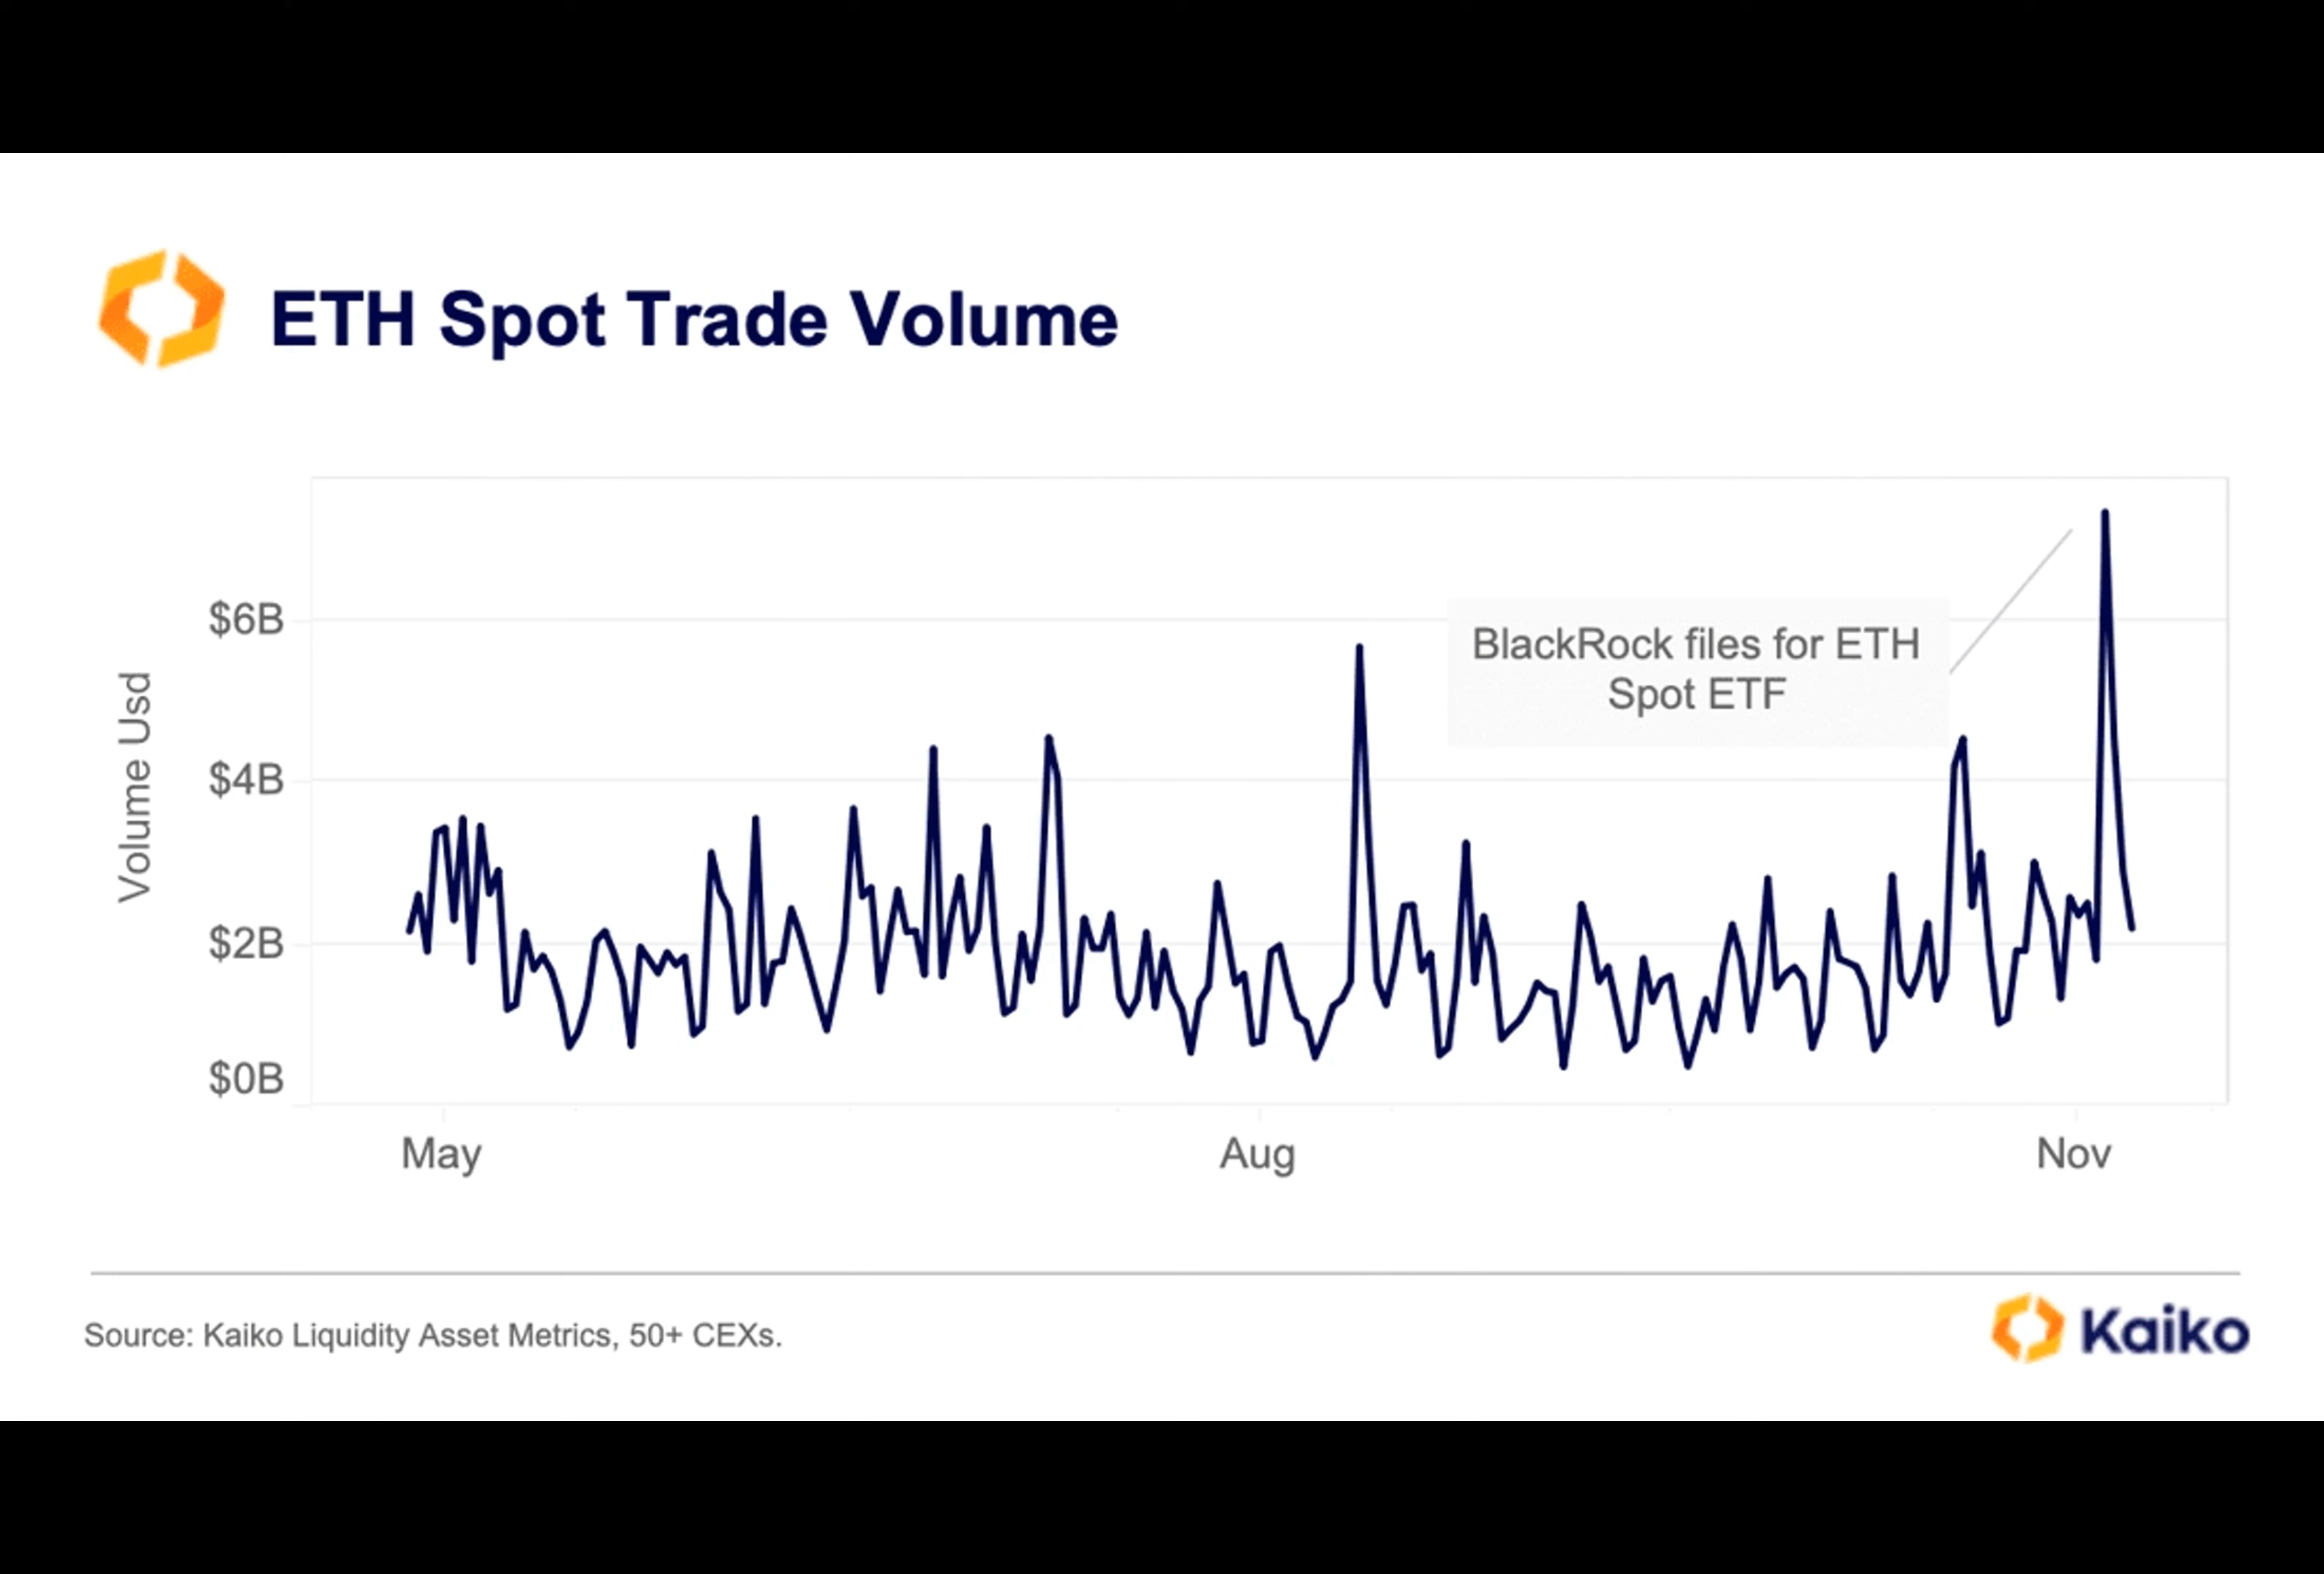 ETH Spot Trade Volume
Volume Usd
$6B
$4B
$2B
$0B
BlackRock files for ETH
Spot ETF
May
Aug
Nov
Source: Kaiko Liquidity Asset Metrics, 50+ CEXs.
Kaiko